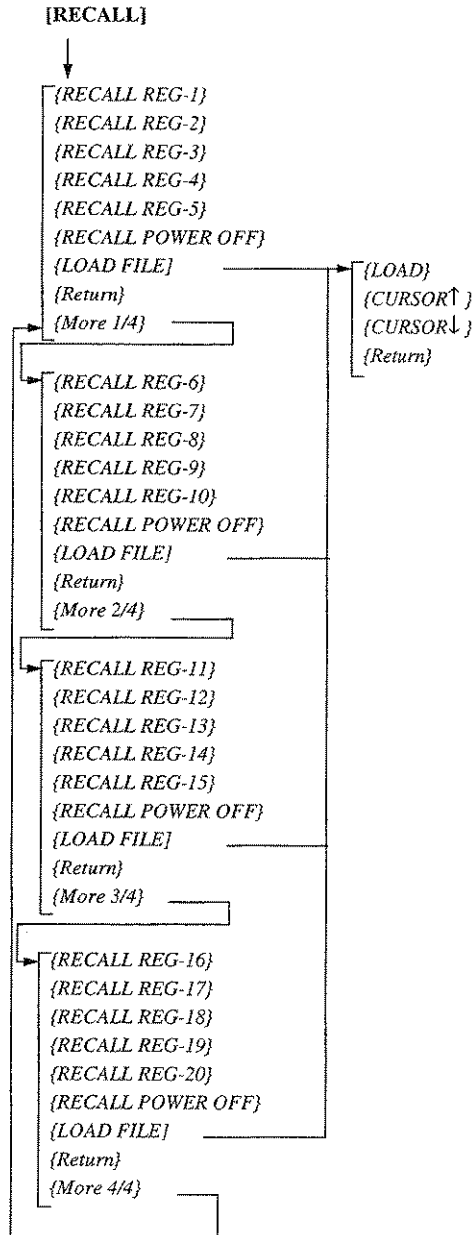 [RECALL]
{RECALL REG-1}
{RECALL REG-2}
{RECALL REG-3}
{RECALL REG-4}
{RECALL REG-5}
{RECALL POWER OFF}
{LOAD FILE]
{Return}
{More 1/4}
{LOAD}
{CURSOR↑ }
{CURSOR↓ }
{Return}
{RECALL REG-6}
{RECALL REG-7}
{RECALL REG-8}
{RECALL REG-9}
{RECALL REG-10}
{RECALL POWER OFF}
{LOAD FILE]
{Return}
{More 2/4}
{RECALL REG-11}
{RECALL REG-12}
{RECALL REG-13}
{RECALL REG-14}
{RECALL REG-15}
{RECALL POWER OFF}
{LOAD FILE]
{Return}
{More 3/4}
{RECALL REG-16}
{RECALL REG-17}
{RECALL REG-18}
{RECALL REG-19}
{RECALL REG-20}
{RECALL POWER OFF}
{LOAD FILE]
{Return}
{More 4/4}